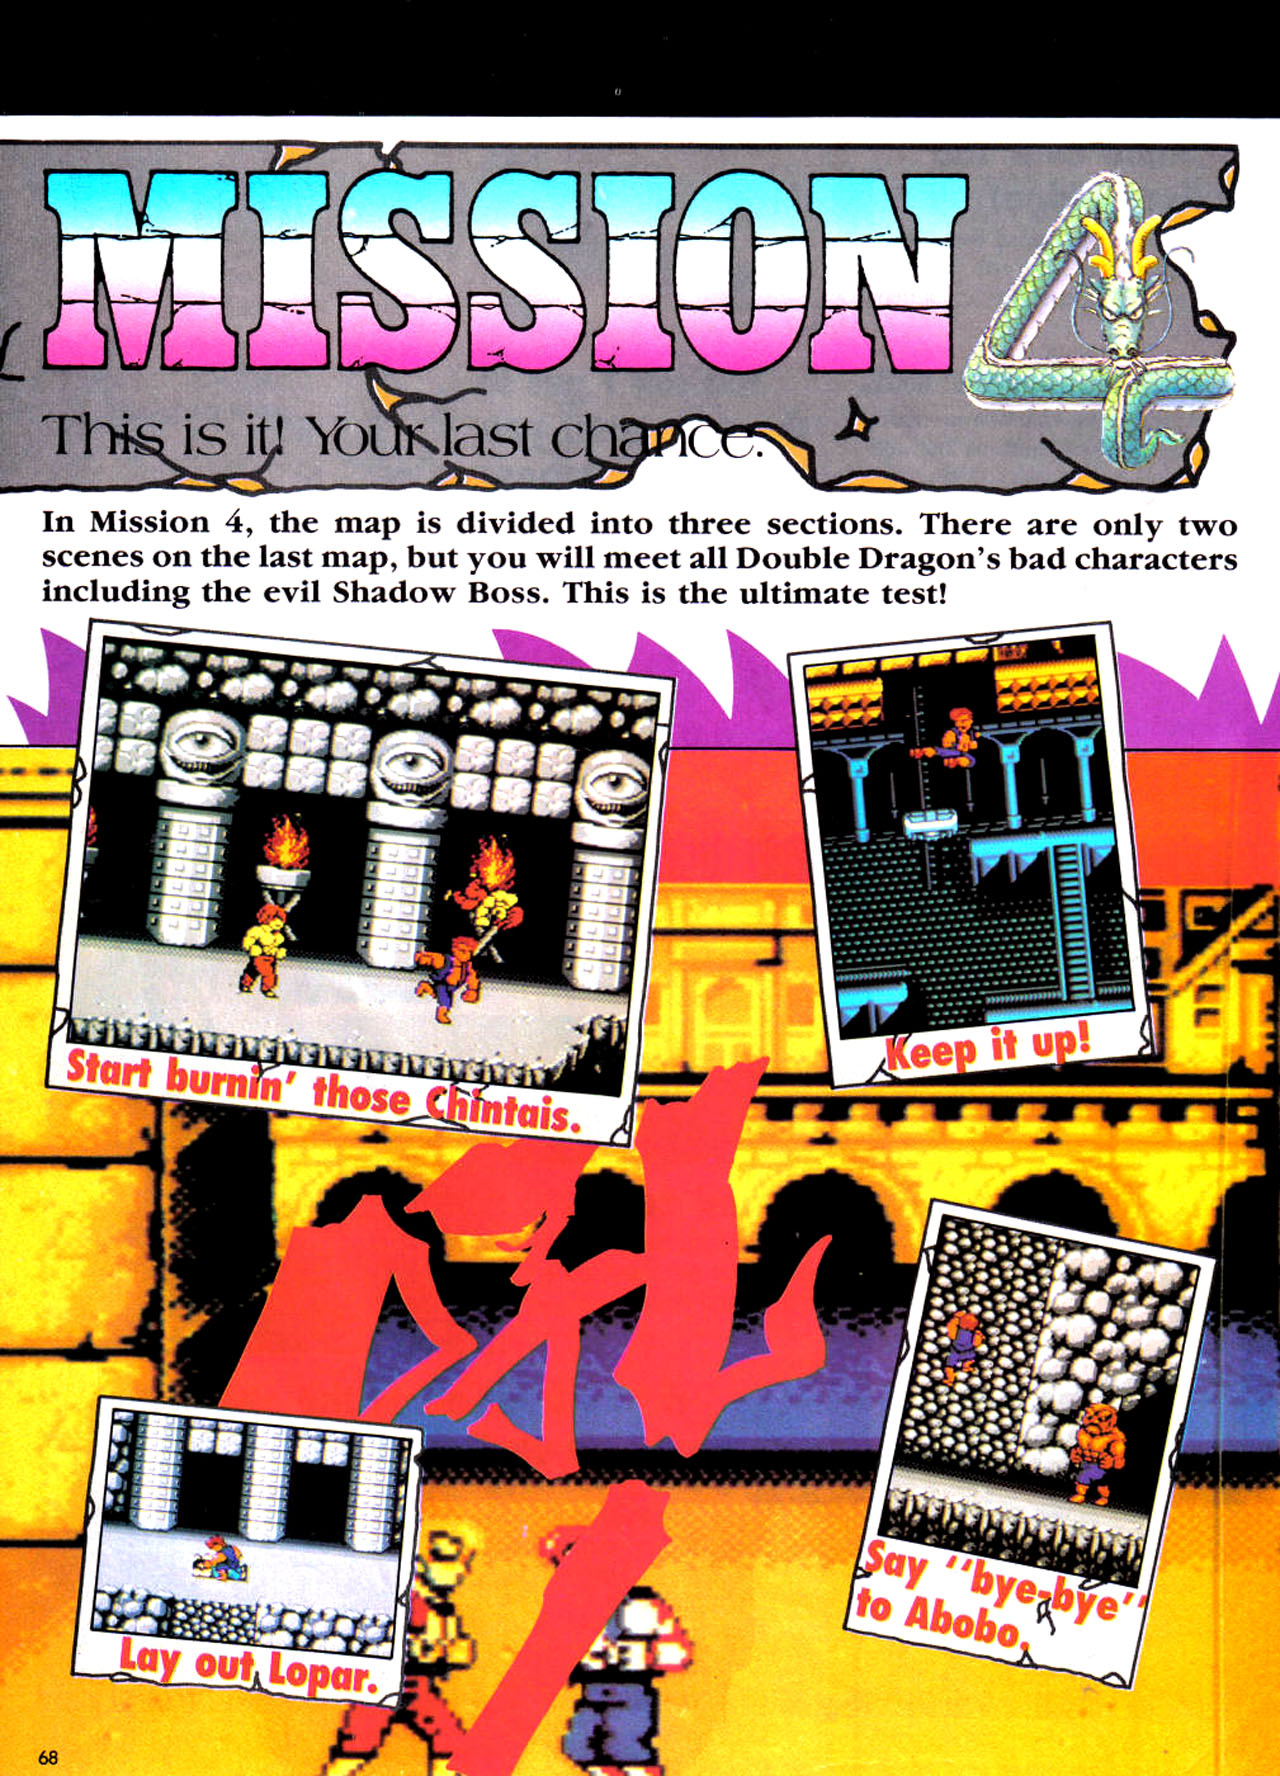 MISSION 4
This is it! Your last chance.
In Mission 4, the map is divided into three sections. There are only two
scenes on the last map, but you will meet all Double Dragon's bad characters
including the evil Shadow Boss. This is the ultimate test!
Start burnin' those Chintais.
Keep it up!
Say "bye-bye"
to Abobo.
Lay out Lopar.
68